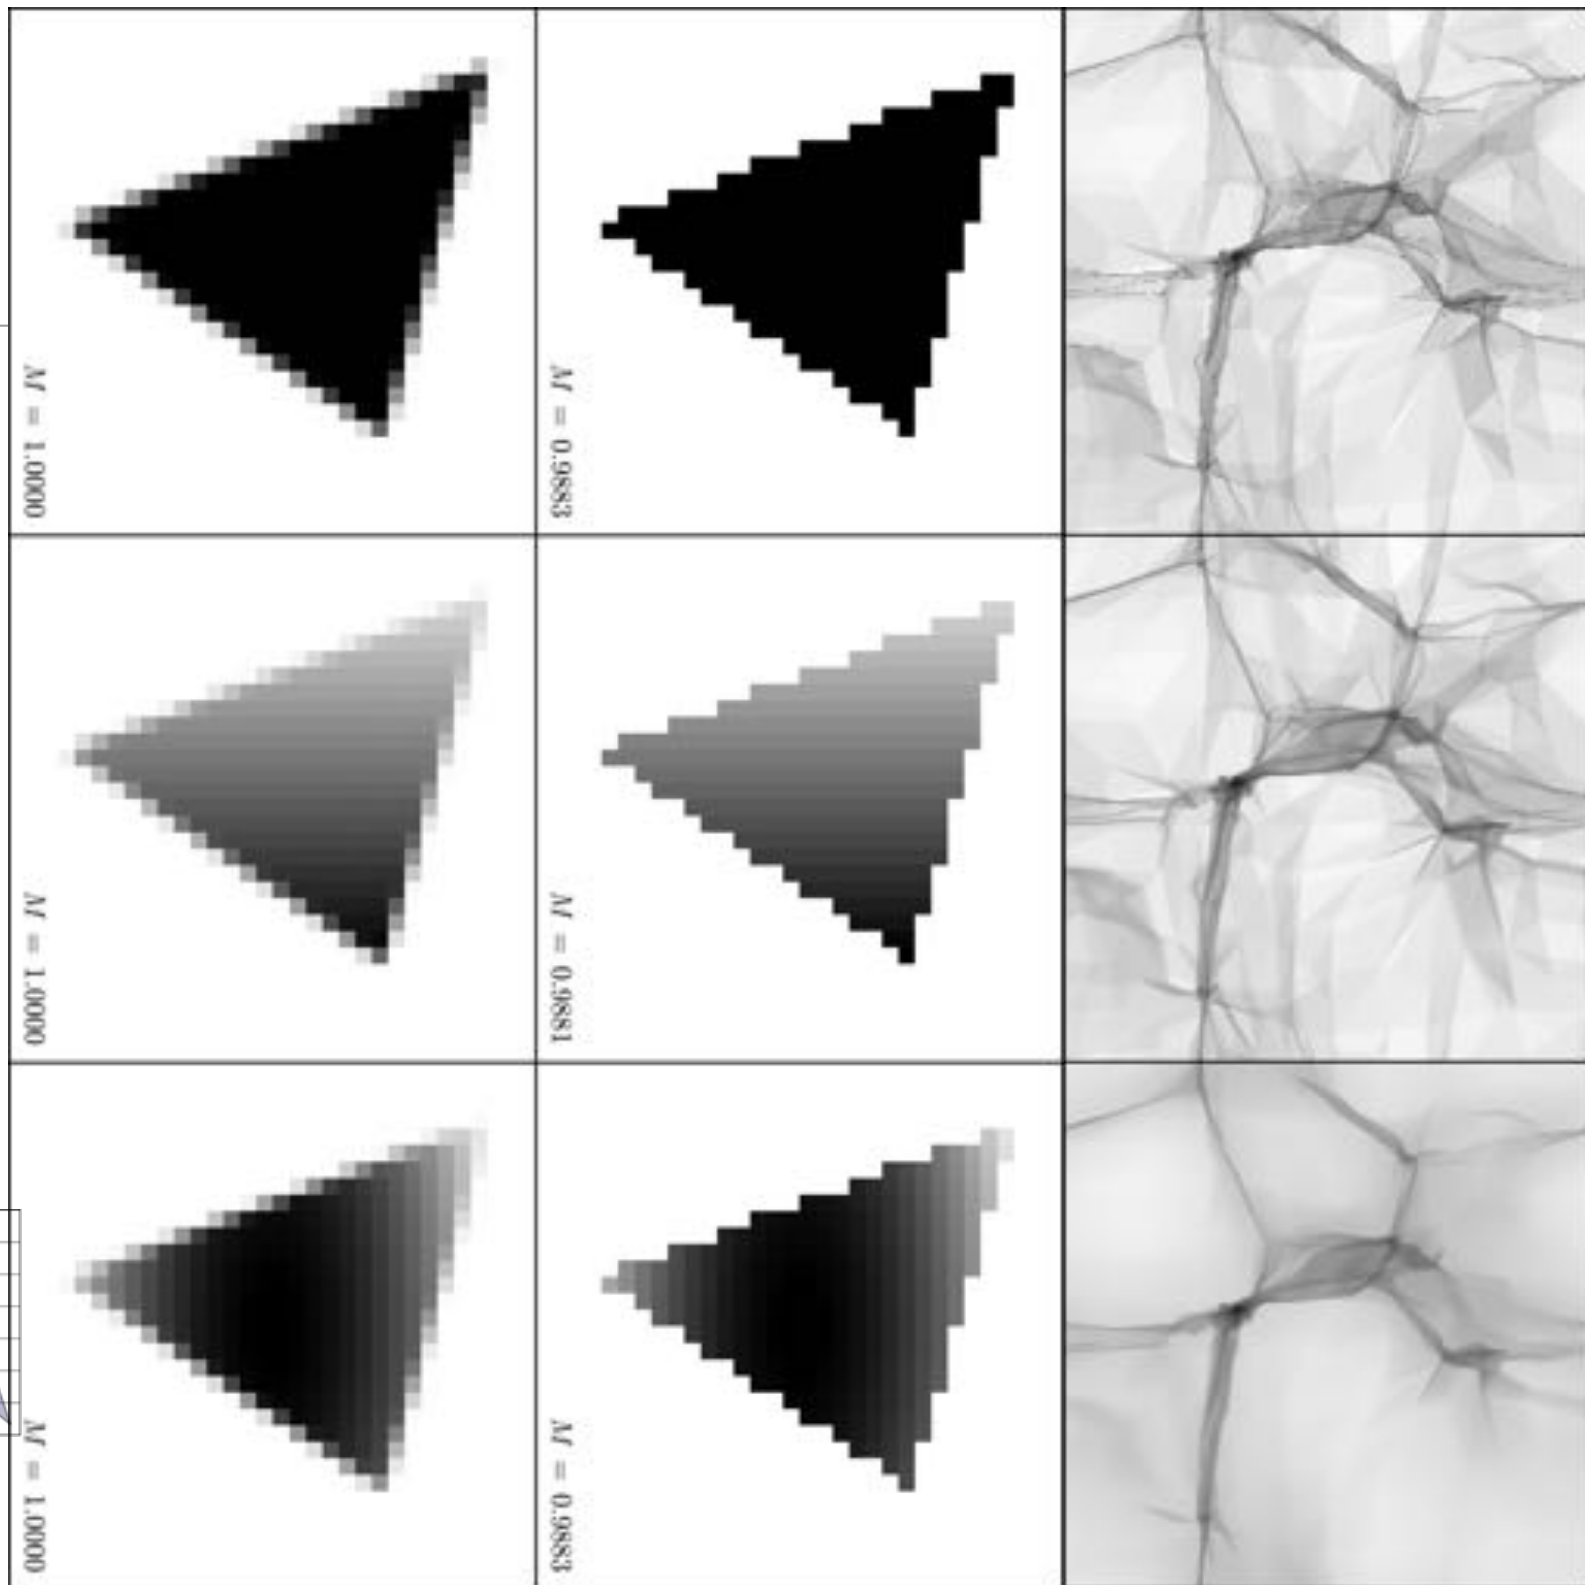 M = 1.0000
M = 0.9883
M = 1.0000
M = 0.9881
M = 1.0000
M = 0.9883